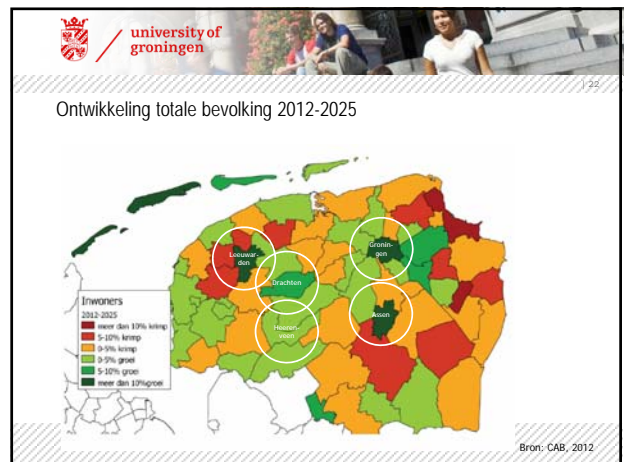 university of
groningen
| 22
Ontwikkeling totale bevolking 2012-2025
Leeuwar-
den
Gronin-
gen
Drachten
Assen
Heeren-
veen
Inwoners
2012-2025
meer dan 10% krimp
5-10% krimp
0-5% krimp
0-5% groei
5-10% groei
meer dan 10%groei
Bron: CAB, 2012